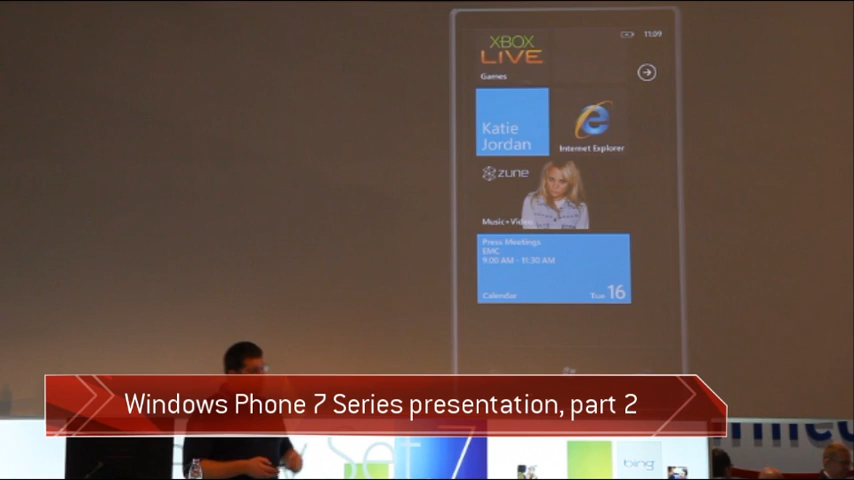 XBOX
LIVE
11:09
Games
Katie
Jordan
Internet Explorer
zune
Music+Video
Press Meetings
EMC
9:00 AM - 11:30 AM
Calendar
Tue 16
Windows Phone 7 Series presentation, part 2
7
bing